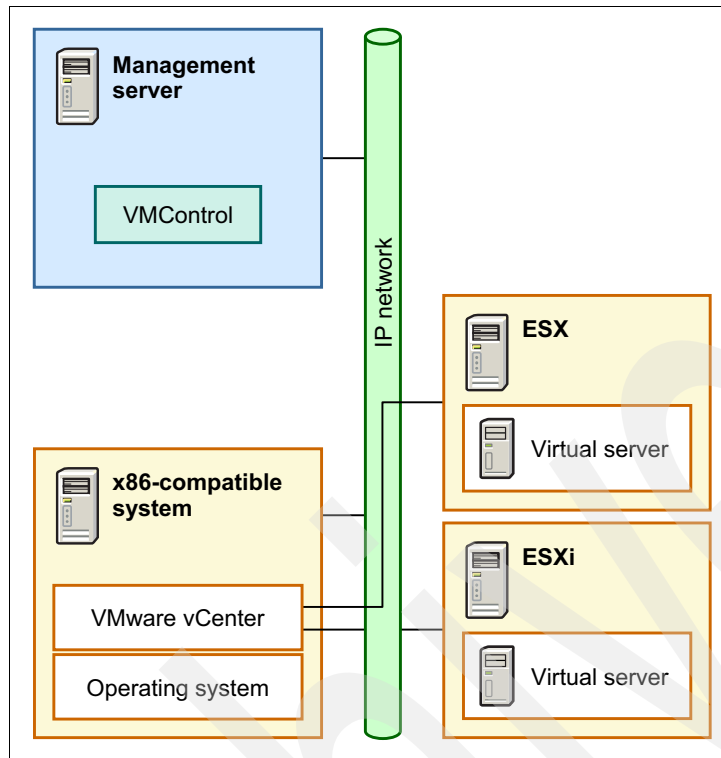 Management
server
VMControl
IP network
ESX
Virtual server
x86-compatible
system
VMware vCenter
Operating system
ESXi
Virtual server